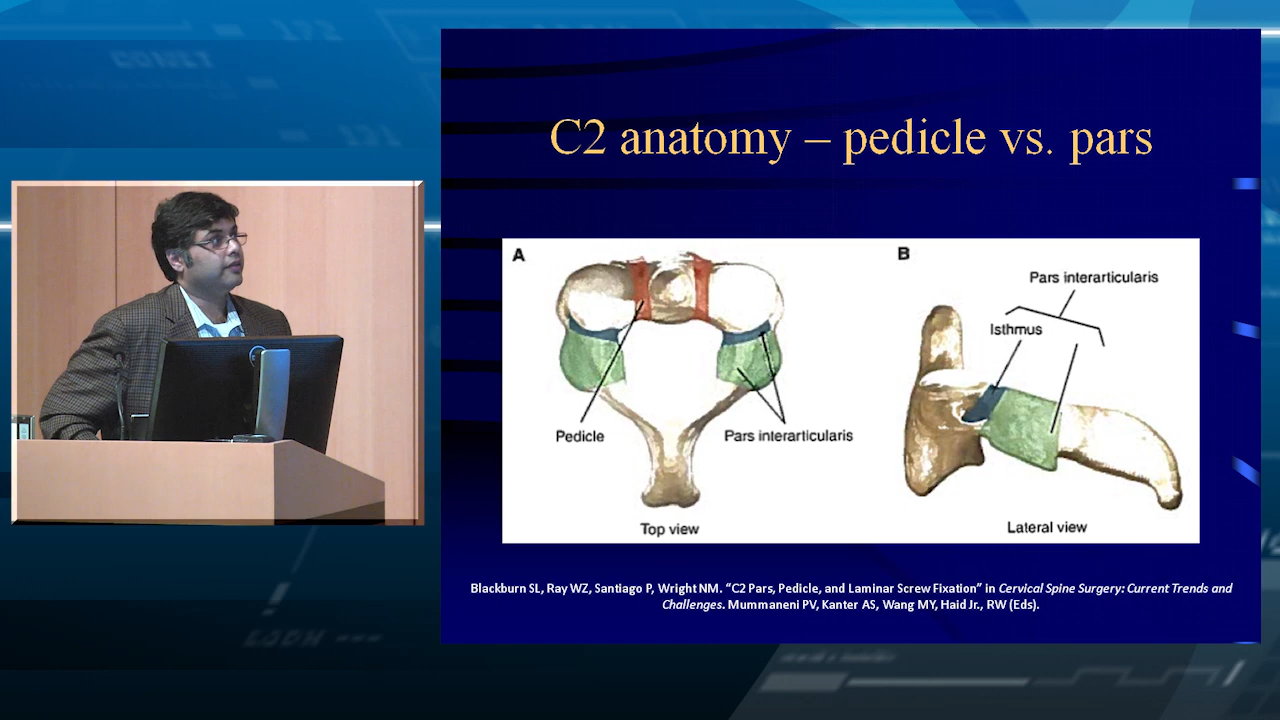 C2 anatomy – pedicle vs. pars
A
B
Pars interarticularis
Isthmus
Pedicle
Pars interarticularis
Top view
Lateral view
Blackburn SL, Ray WZ, Santiago P, Wright NM. “C2 Pars, Pedicle, and Laminar Screw Fixation” in Cervical Spine Surgery: Current Trends and
Challenges. Mummaneni PV, Kanter AS, Wang MY, Haid Jr., RW (Eds).